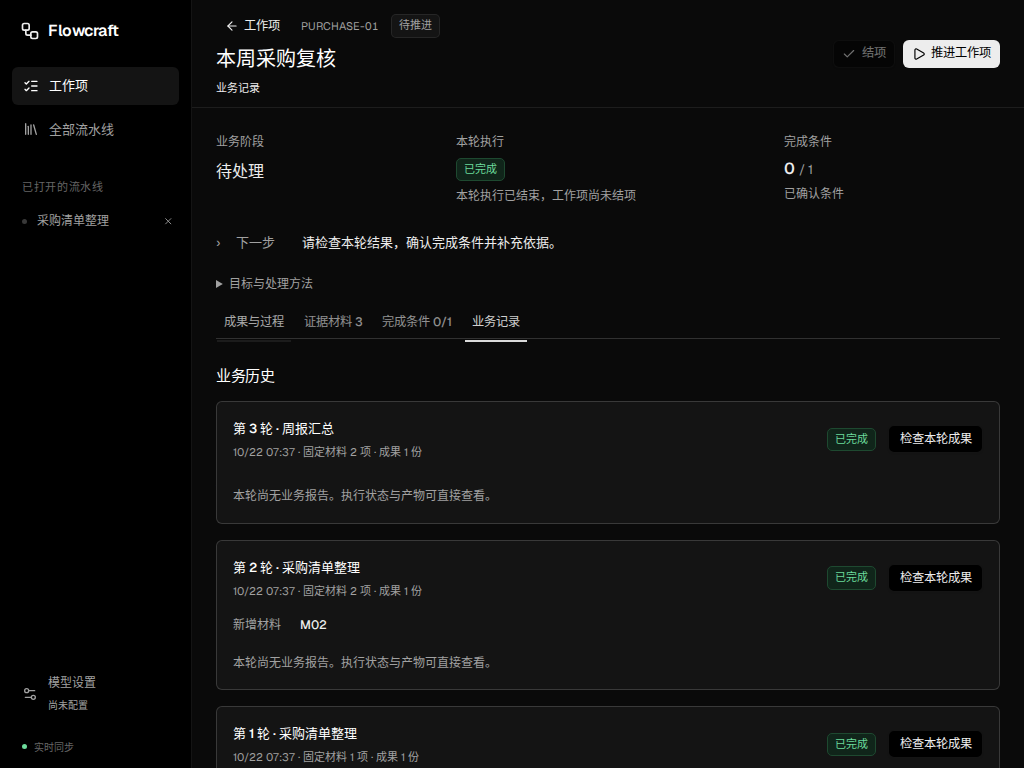 Flowcraft
工作项
全部流水线
已打开的流水线
采购清单整理
模型设置
尚未配置
实时同步
工作项 PURCHASE-01 待推进
本周采购复核
业务记录
结项 推进工作项
业务阶段
待处理
本轮执行
已完成
本轮执行已结束，工作项尚未结项
完成条件
0 / 1
已确认条件
下一步 请检查本轮结果，确认完成条件并补充依据。
目标与处理方法
成果与过程 证据材料 3 完成条件 0/1 业务记录
业务历史
第 3 轮 · 周报汇总
10/22 07:37 · 固定材料 2 项 · 成果 1 份
已完成 检查本轮成果
本轮尚无业务报告。执行状态与产物可直接查看。
第 2 轮 · 采购清单整理
10/22 07:37 · 固定材料 2 项 · 成果 1 份
已完成 检查本轮成果
新增材料 M02
本轮尚无业务报告。执行状态与产物可直接查看。
第 1 轮 · 采购清单整理
10/22 07:37 · 固定材料 1 项 · 成果 1 份
已完成 检查本轮成果